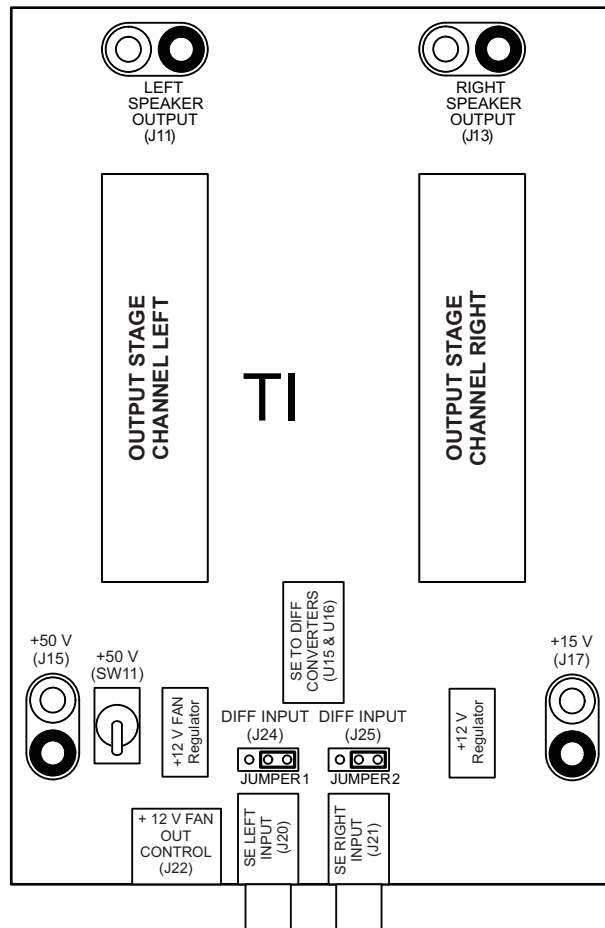 LEFT
SPEAKER
OUTPUT
(J11)
RIGHT
SPEAKER
OUTPUT
(J13)
OUTPUT STAGE
CHANNEL LEFT
TI
OUTPUT STAGE
CHANNEL RIGHT
SE TO DIFF
CONVERTERS
(U15 & U16)
+50 V
(J15)
+50 V
(SW11)
+12 V FAN
Regulator
DIFF INPUT
(J24)
JUMPER1
DIFF INPUT
(J25)
JUMPER2
+12 V
Regulator
+15 V
(J17)
+ 12 V FAN
OUT
CONTROL
(J22)
SE LEFT
INPUT
(J20)
SE RIGHT
INPUT
(J21)